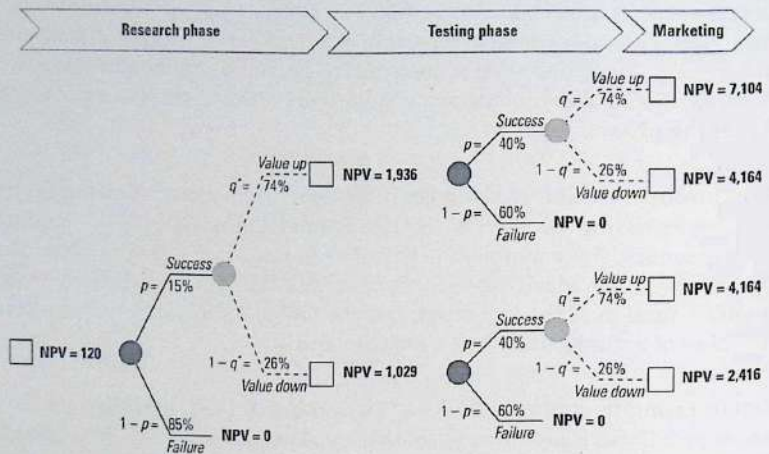 Research phase
Testing phase
Marketing
Value up
q* = 74%
NPV = 7,104
Success
p = 40%
1 – q* = 26%
Value down
NPV = 4,164
1 – p = 60%
Failure
NPV = 0
Value up
q* = 74%
NPV = 1,936
Success
p = 15%
1 – q* = 26%
Value down
NPV = 1,029
NPV = 120
1 – p = 85%
Failure
NPV = 0
Value up
q* = 74%
NPV = 4,164
Success
p = 40%
1 – q* = 26%
Value down
NPV = 2,416
1 – p = 60%
Failure
NPV = 0